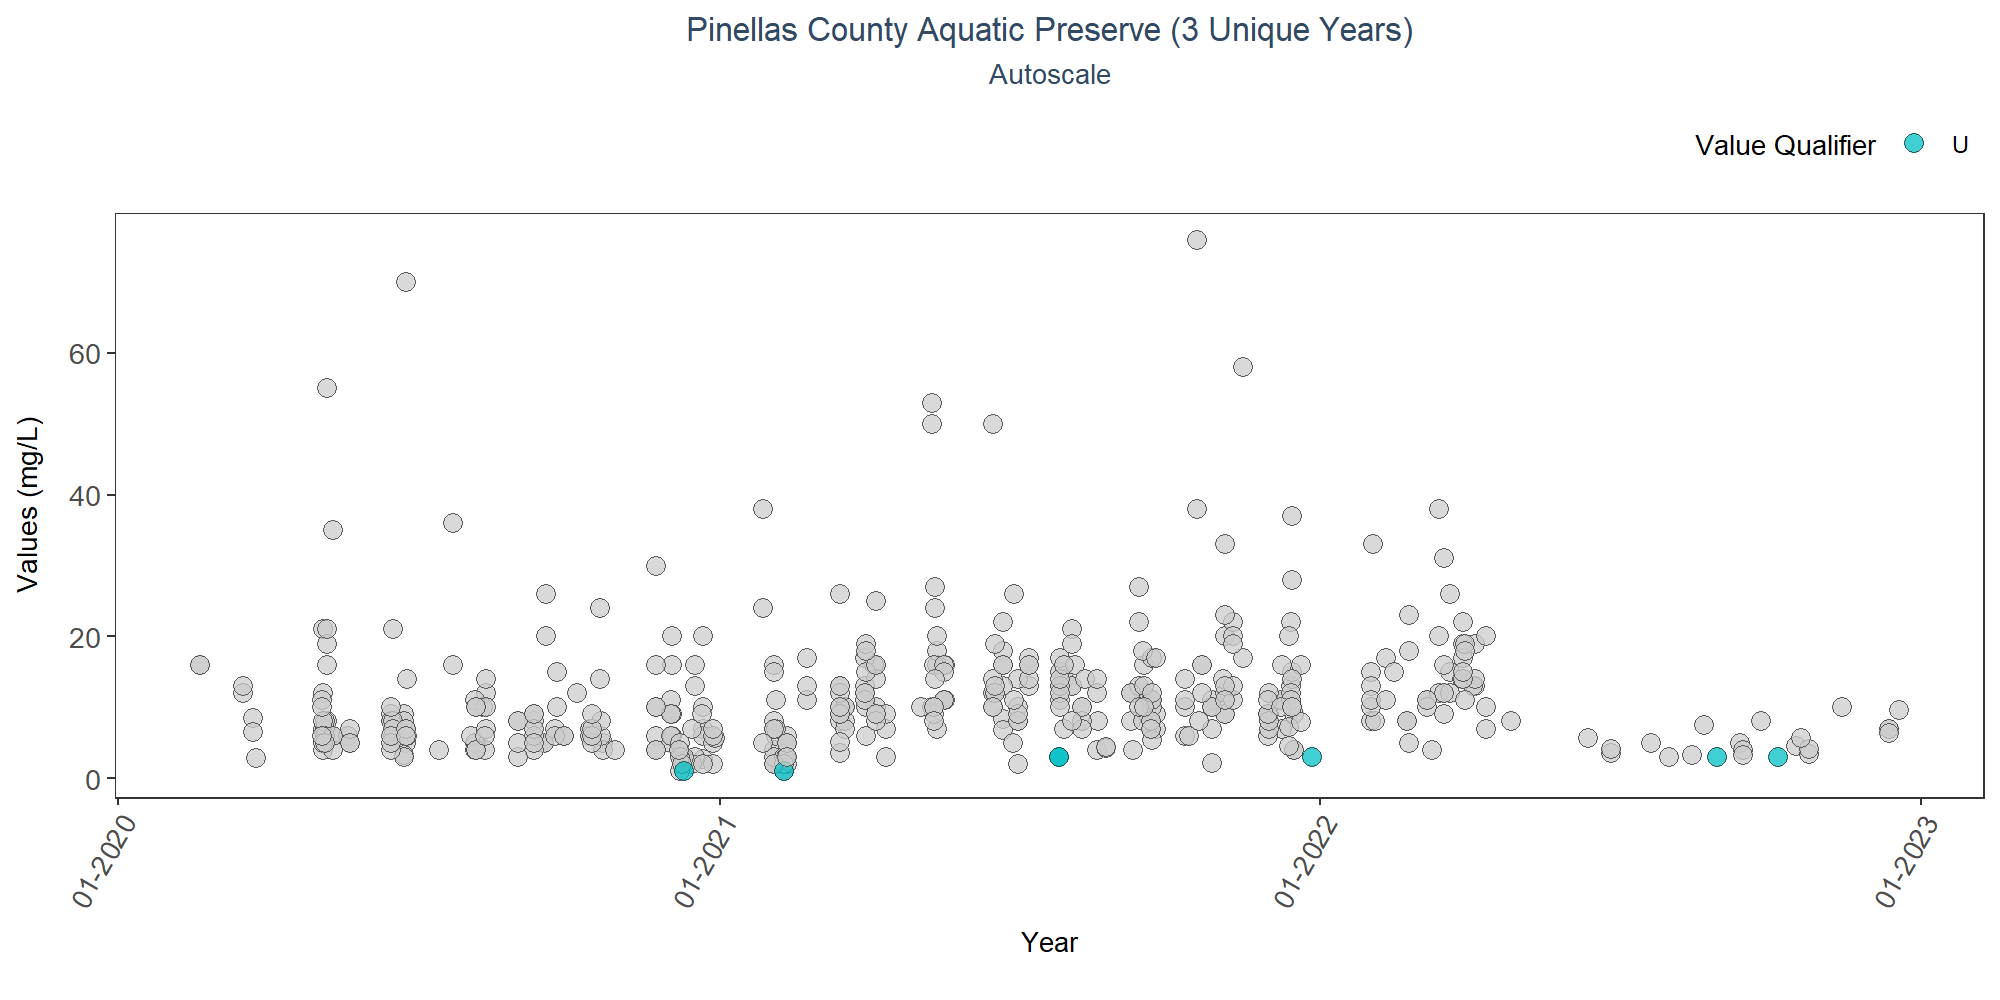 Pinellas County Aquatic Preserve (3 Unique Years)
Autoscale
Value Qualifier U
Values (mg/L)
60
40
20
0
01-2020
01-2021
01-2022
01-2023
Year